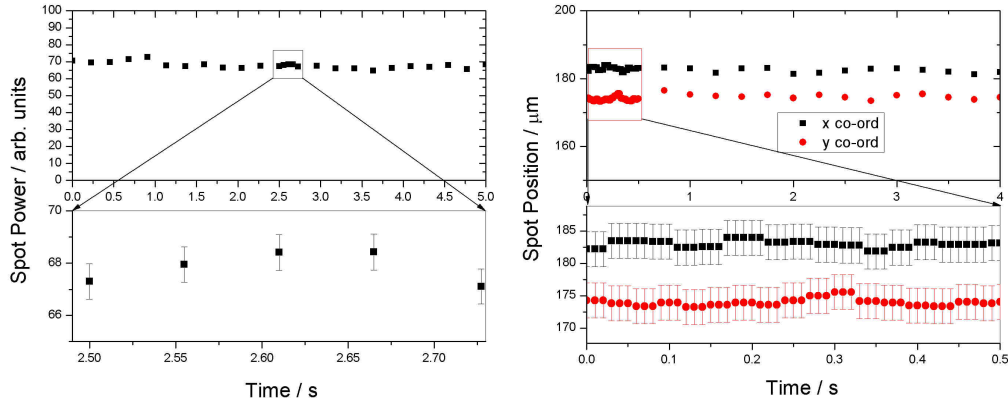 Spot Power / arb. units
100
90
80
70
60
50
40
30
20
10
0
0.0 0.5 1.0 1.5 2.0 2.5 3.0 3.5 4.0 4.5 5.0
70
68
66
2.50 2.55 2.60 2.65 2.70
Time / s
Spot Position / μm
200
180
160
x co-ord
y co-ord
0 1 2 3 4
185
180
175
170
0.0 0.1 0.2 0.3 0.4 0.5
Time / s